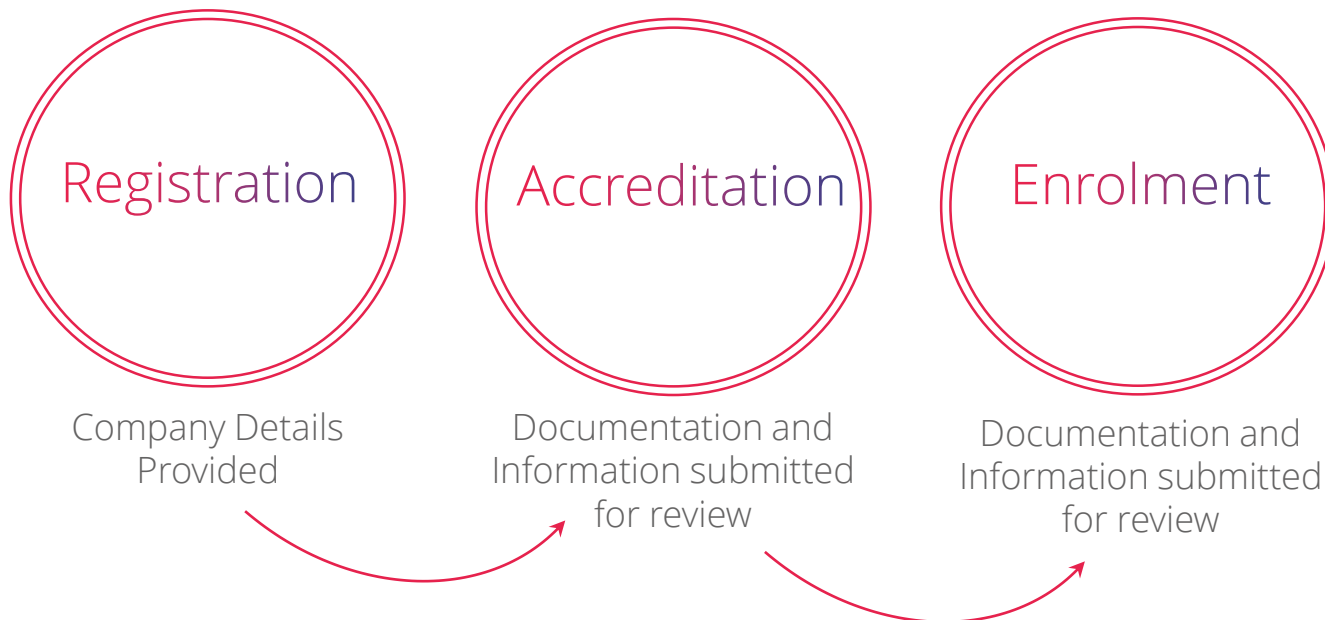 Registration
Company Details
Provided
Accreditation
Documentation and
Information submitted
for review
Enrolment
Documentation and
Information submitted
for review